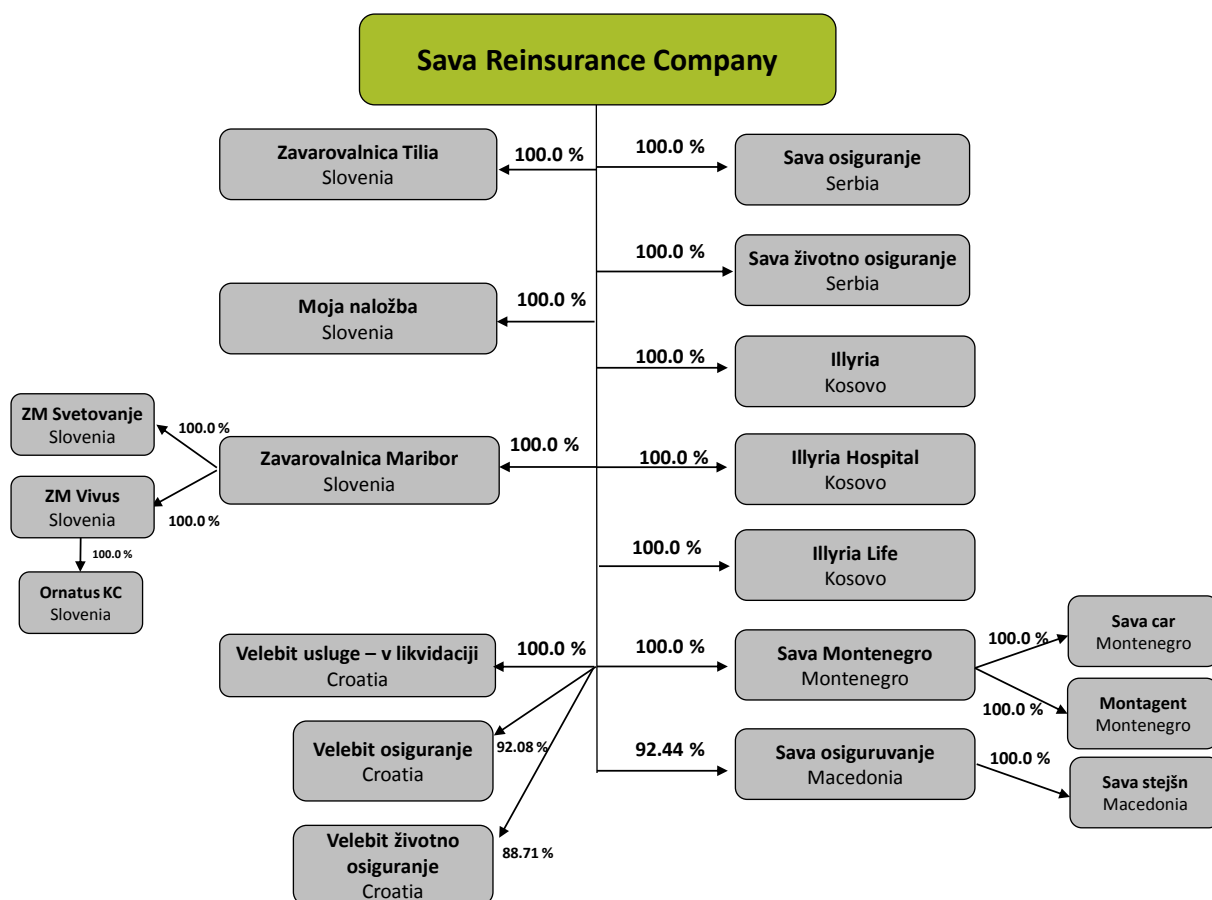 Sava Reinsurance Company
Zavarovalnica Tilia
Slovenia
100.0 %
100.0 %
Sava osiguranje
Serbia
100.0 %
Sava životno osiguranje
Serbia
Moja naložba
Slovenia
100.0 %
100.0 %
Illyria
Kosovo
ZM Svetovanje
Slovenia
100.0 %
Zavarovalnica Maribor
Slovenia
100.0 %
100.0 %
Illyria Hospital
Kosovo
ZM Vivus
Slovenia
100.0 %
100.0 %
Ornatus KC
Slovenia
100.0 %
Illyria Life
Kosovo
Velebit usluge – v likvidaciji
Croatia
100.0 %
100.0 %
Sava Montenegro
Montenegro
100.0 %
Sava car
Montenegro
100.0 %
Montagent
Montenegro
Velebit osiguranje
Croatia
92.08 %
92.44 %
Sava osiguruvanje
Macedonia
100.0 %
Sava stejšn
Macedonia
Velebit životno
osiguranje
Croatia
88.71 %